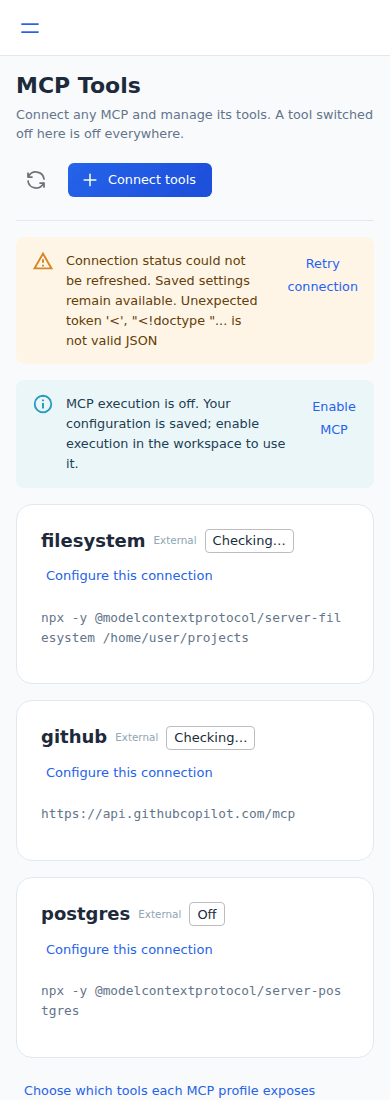 MCP Tools
Connect any MCP and manage its tools. A tool switched
off here is off everywhere.
Connect tools
Connection status could not
be refreshed. Saved settings
remain available. Unexpected
token '<', "<!doctype "... is
not valid JSON
Retry
connection
MCP execution is off. Your
configuration is saved; enable
execution in the workspace to use
it.
Enable
MCP
filesystem External Checking...
Configure this connection
npx -y @modelcontextprotocol/server-fil
esystem /home/user/projects
github External Checking...
Configure this connection
https://api.githubcopilot.com/mcp
postgres External Off
Configure this connection
npx -y @modelcontextprotocol/server-pos
tgres
Choose which tools each MCP profile exposes